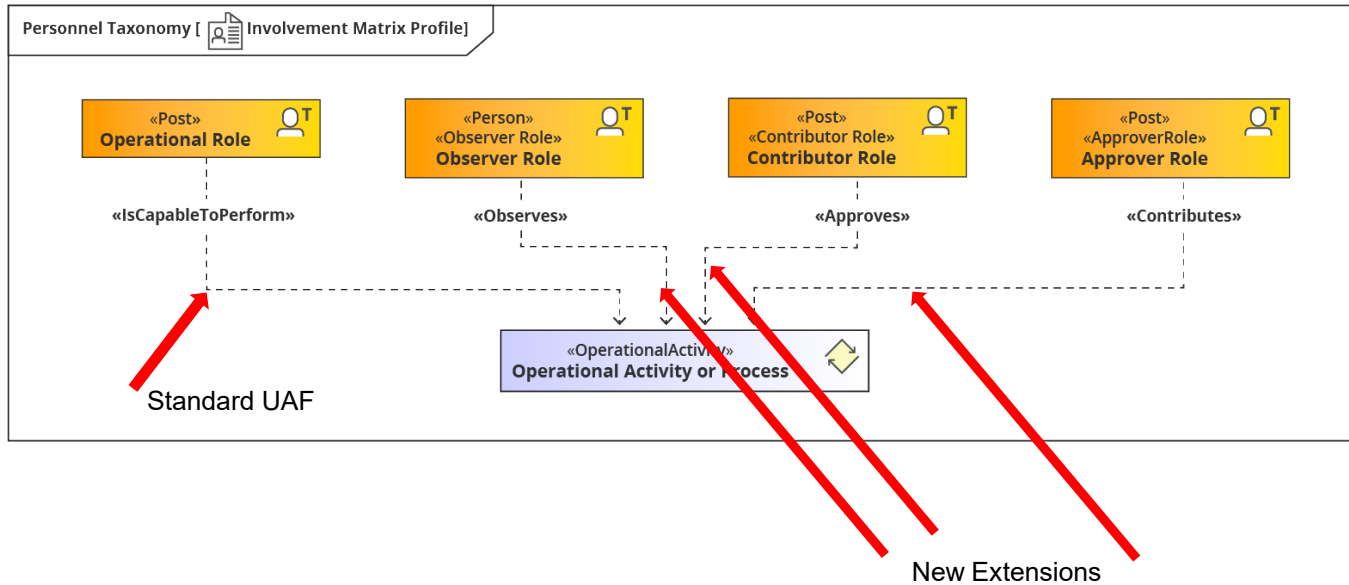 Personnel Taxonomy [ Involvement Matrix Profile]
«Post»
Operational Role
«Person»
«Observer Role»
Observer Role
«Post»
«Contributor Role»
Contributor Role
«Post»
«ApproverRole»
Approver Role
T
T
T
T
«IsCapableToPerform»
«Observes»
«Approves»
«Contributes»
«OperationalActivity»
Operational Activity or Process
Standard UAF
New Extensions